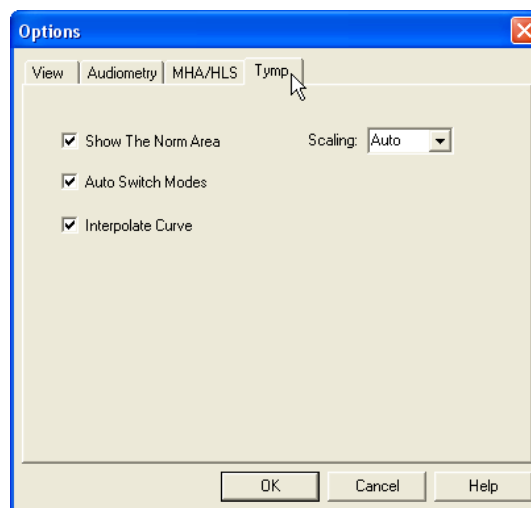 Options
View Audiometry MHA/HLS Tymp
Show The Norm Area Scaling: Auto
Auto Switch Modes
Interpolate Curve
OK Cancel Help